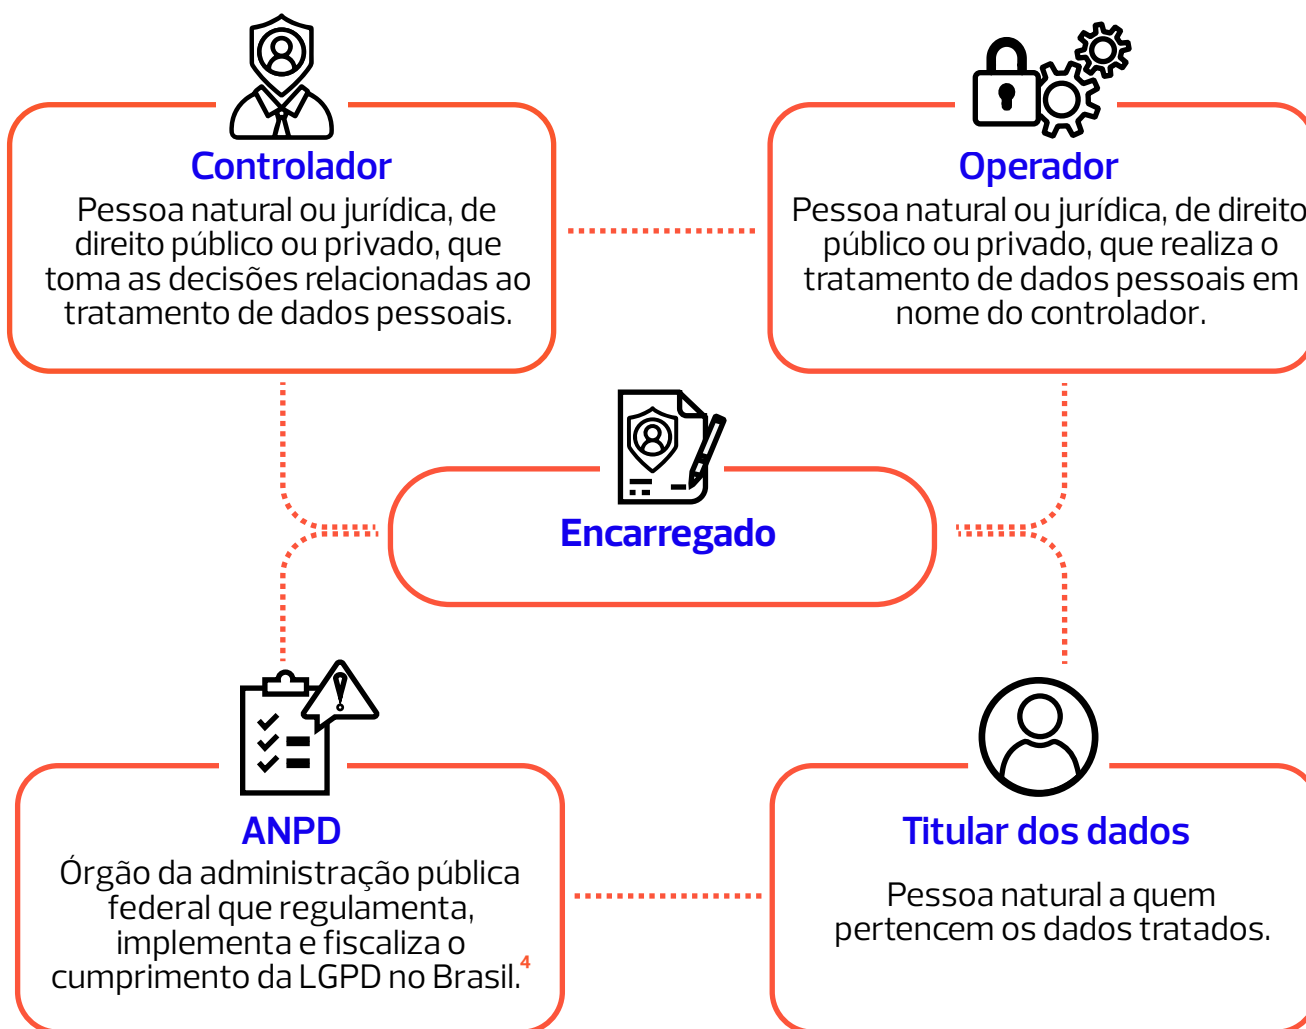 Controlador
Pessoa natural ou jurídica, de
direito público ou privado, que
toma as decisões relacionadas ao
tratamento de dados pessoais.
Operador
Pessoa natural ou jurídica, de direito
público ou privado, que realiza o
tratamento de dados pessoais em
nome do controlador.
Encarregado
ANPD
Órgão da administração pública
federal que regulamenta,
implementa e fiscaliza o
cumprimento da LGPD no Brasil.⁴
Titular dos dados
Pessoa natural a quem
pertencem os dados tratados.